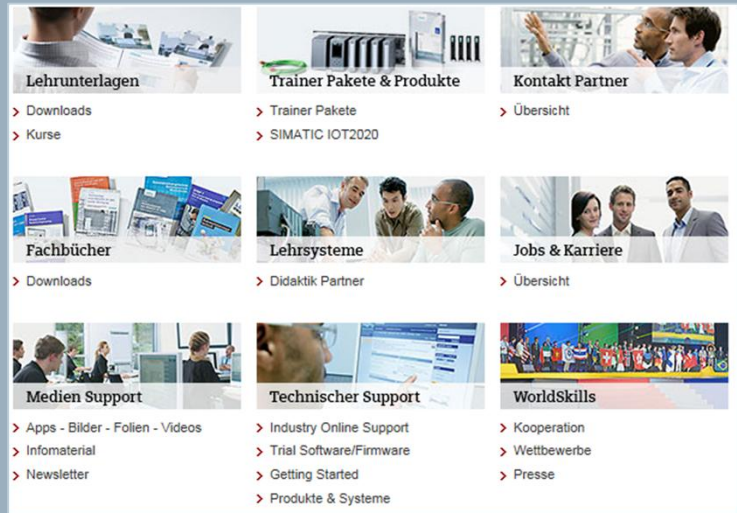 Lehrunterlagen
Downloads
Kurse
Trainer Pakete & Produkte
Trainer Pakete
SIMATIC IOT2020
Kontakt Partner
Übersicht
Fachbücher
Downloads
Lehrsysteme
Didaktik Partner
Jobs & Karriere
Übersicht
Medien Support
Apps - Bilder - Folien - Videos
Infomaterial
Newsletter
Technischer Support
Industry Online Support
Trial Software/Firmware
Getting Started
Produkte & Systeme
WorldSkills
Kooperation
Wettbewerbe
Presse